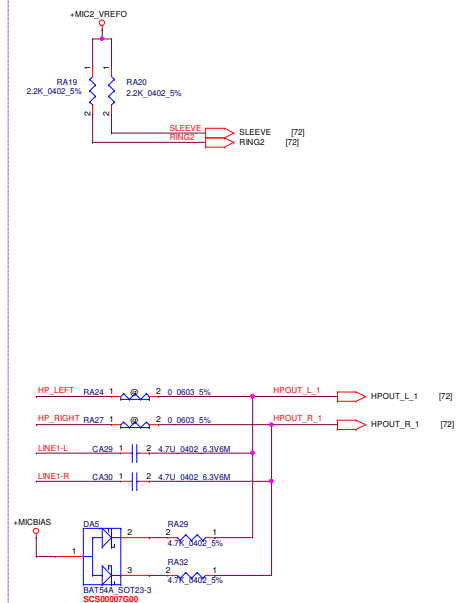 +MIC2_VREFO
1 1
RA19 RA20
2.2K_0402_5% 2.2K_0402_5%
2 2
SLEEVE SLEEVE [72]
RING2 RING2 [72]
HP_LEFT RA24 1 @ 2 0_0603_5% HPOUT_L_1 HPOUT_L_1 [72]
HP_RIGHT RA27 1 @ 2 0_0603_5% HPOUT_R_1 HPOUT_R_1 [72]
LINE1-L CA29 1 2 4.7U_0402_6.3V6M
LINE1-R CA30 1 2 4.7U_0402_6.3V6M
+MICBIAS DA5 RA29
2 2 1
4.7K_0402_5%
1
RA32
3 2 1
4.7K_0402_5%
BAT54A_SOT23-3
SCS00007G00